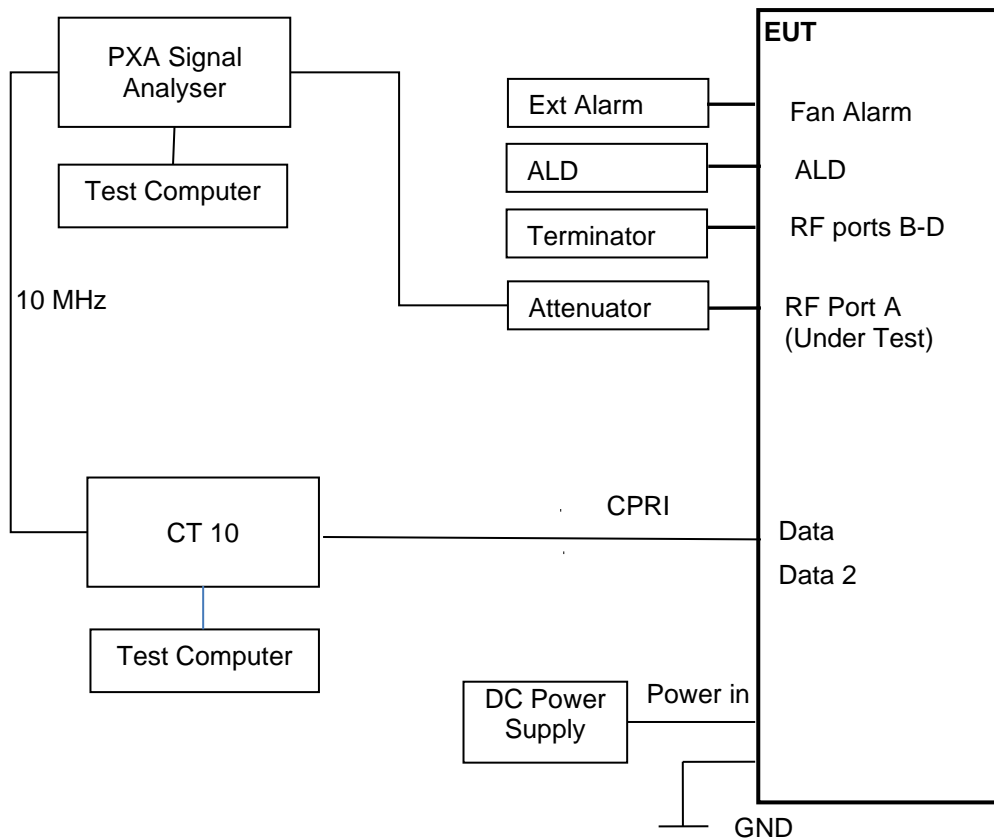 EUT
PXA Signal
Analyser
Ext Alarm
Fan Alarm
ALD
ALD
Test Computer
Terminator
RF ports B-D
10 MHz
Attenuator
RF Port A
(Under Test)
CPRI
CT 10
Data
Data 2
Test Computer
DC Power
Supply
Power in
GND